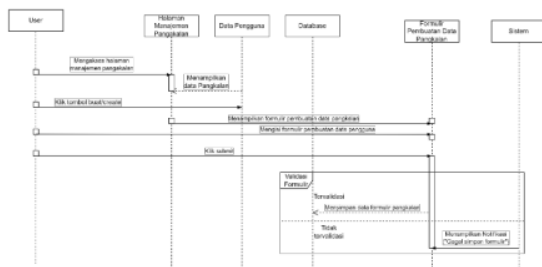 User
Halaman
Manajemen
Pangkalan
Data Pengguna
Database
Formulir
Pembuatan Data
Pangkalan
Sistem
Mengakses halaman
manajemen pangakalan
Menampilkan
data Pangkalan
Klik tombol buat/create
Menampilkan formulir pembuatan data pangkalan
Mengisi formulir pembuatan data pengguna
Klik submit
Validasi
Formulir
Tervalidasi
Menyimpan data formulir pangkalan
Tidak
tervalidasi
Menampilkan Notifikasi
"Gagal simpan formulir"